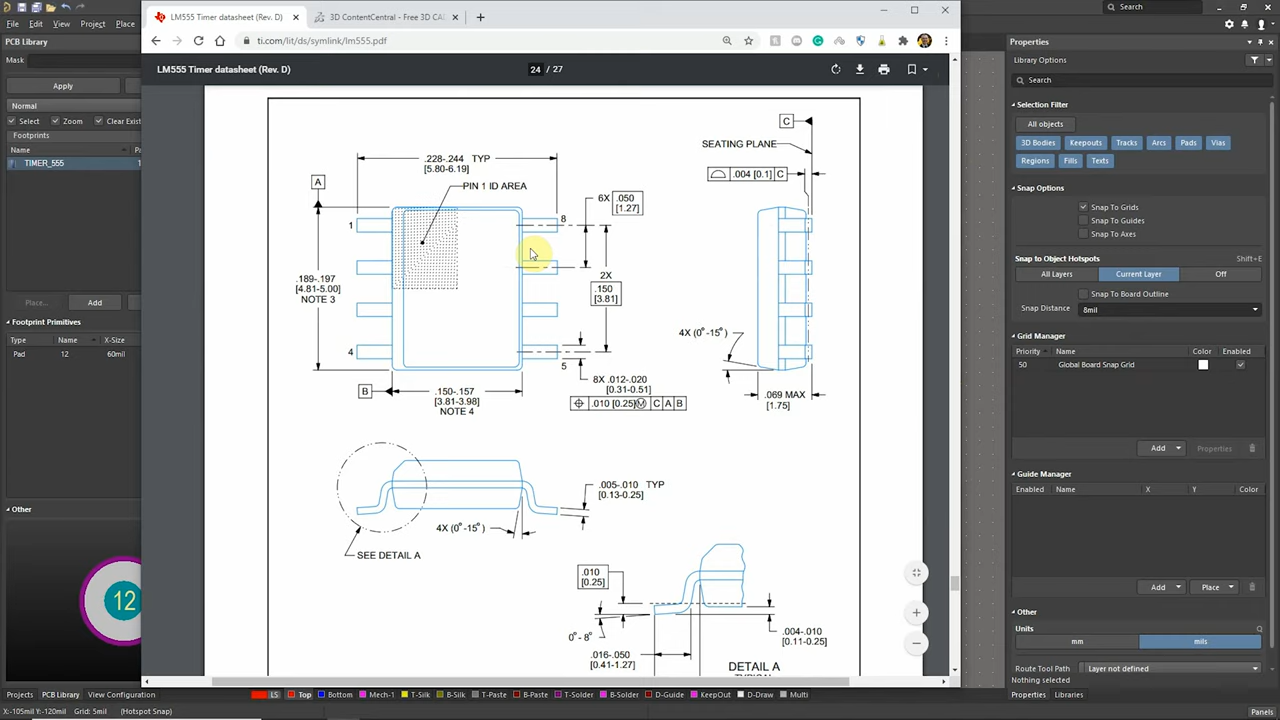 LM555 Timer datasheet (Rev. D)
3D ContentCentral - Free 3D CA
ti.com/lit/ds/symlink/lm555.pdf
Search
File
Edit
View
Project
Place
PCB Library
Mask
Apply
Normal
Select
Zoom
Clear Exist
Footprints
Name
TIMER_555
Place...
Add
Footprint Primitives
Type
Name
X-Size
Pad
12
60mil
Other
12
LM555 Timer datasheet (Rev. D)
24 / 27
.228-.244 TYP
[5.80-6.19]
PIN 1 ID AREA
A
1
8
6X
.050
[1.27]
2X
.150
[3.81]
.189-.197
[4.81-5.00]
NOTE 3
4
5
B
.150-.157
[3.81-3.98]
NOTE 4
8X .012-.020
[0.31-0.51]
.010 [0.25] M C A B
C
SEATING PLANE
.004 [0.1] C
4X (0°-15°)
.069 MAX
[1.75]
.005-.010 TYP
[0.13-0.25]
4X (0°-15°)
SEE DETAIL A
.010
[0.25]
0°-8°
.016-.050
[0.41-1.27]
.004-.010
[0.11-0.25]
DETAIL A
Properties
Library Options
Search
Selection Filter
All objects
3D Bodies
Keepouts
Tracks
Arcs
Pads
Vias
Regions
Fills
Texts
Snap Options
Snap To Grids
Snap To Guides
Snap To Axes
Snap to Object Hotspots
Shift+E
All Layers
Current Layer
Off
Snap To Board Outline
Snap Distance
8mil
Grid Manager
Priority
Name
Color
Enabled
50
Global Board Snap Grid
Add
Properties
Guide Manager
Enabled
Name
X
Y
Color
Add
Place
Other
Units
mm
mils
Route Tool Path
Layer not defined
Nothing selected
Properties
Libraries
Projects
PCB Library
View Configuration
LS
Top
Bottom
Mech-1
T-Silk
B-Silk
T-Paste
B-Paste
T-Solder
B-Solder
D-Guide
KeepOut
D-Draw
Multi
X:-105mil Y:-120mil
Grid: 5mil
(Hotspot Snap)
Panels